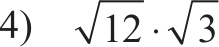 4) √12 · √3